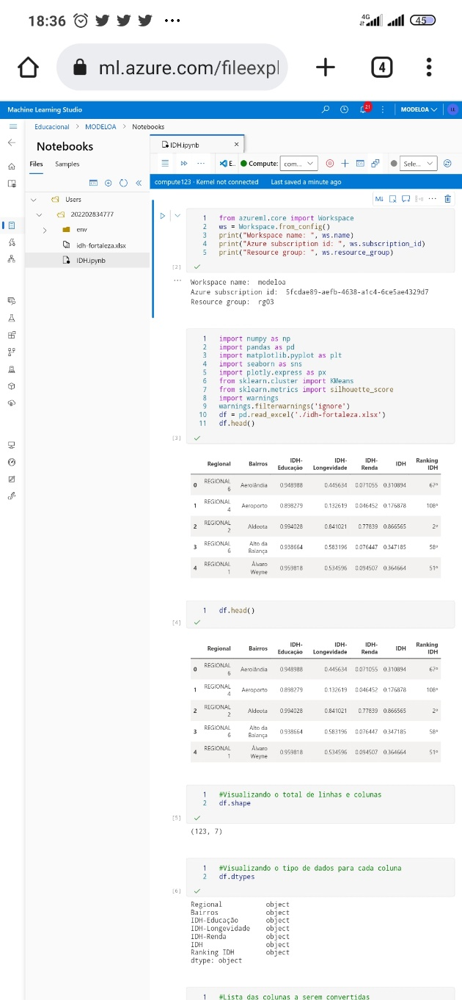 18:36
4G
45
ml.azure.com/fileexpl
4
Machine Learning Studio
21
MODELOA
LL
Educacional > MODELOA > Notebooks
Notebooks
Files Samples
Users
202202834777
env
idh-fortaleza.xlsx
IDH.ipynb
IDH.ipynb
E.. Compute: com... Sele...
compute123 · Kernel not connected Last saved a minute ago
M↓
1 from azureml.core import Workspace
2 ws = Workspace.from_config()
3 print("Workspace name: ", ws.name)
4 print("Azure subscription id: ", ws.subscription_id)
5 print("Resource group: ", ws.resource_group)
[2]
Workspace name: modeloa
Azure subscription id: 5fcdae89-aefb-4638-a1c4-6ce5ae4329d7
Resource group: rg03
1 import numpy as np
2 import pandas as pd
3 import matplotlib.pyplot as plt
4 import seaborn as sns
5 import plotly.express as px
6 from sklearn.cluster import KMeans
7 from sklearn.metrics import silhouette_score
8 import warnings
9 warnings.filterwarnings('ignore')
10 df = pd.read_excel('./idh-fortaleza.xlsx')
11 df.head()
[3]
Regional Bairros IDH-Educação IDH-Longevidade IDH-Renda IDH Ranking IDH
0 REGIONAL 6 Aerolândia 0.948988 0.445634 0.071055 0.310894 67º
1 REGIONAL 4 Aeroporto 0.898279 0.132619 0.046452 0.176878 108º
2 REGIONAL 2 Aldeota 0.994028 0.841021 0.77839 0.866565 2º
3 REGIONAL 6 Alto da Balança 0.938664 0.583196 0.076447 0.347185 58º
4 REGIONAL 1 Álvaro Weyne 0.959818 0.534596 0.094507 0.364664 51º
1 df.head()
[4]
Regional Bairros IDH-Educação IDH-Longevidade IDH-Renda IDH Ranking IDH
0 REGIONAL 6 Aerolândia 0.948988 0.445634 0.071055 0.310894 67º
1 REGIONAL 4 Aeroporto 0.898279 0.132619 0.046452 0.176878 108º
2 REGIONAL 2 Aldeota 0.994028 0.841021 0.77839 0.866565 2º
3 REGIONAL 6 Alto da Balança 0.938664 0.583196 0.076447 0.347185 58º
4 REGIONAL 1 Álvaro Weyne 0.959818 0.534596 0.094507 0.364664 51º
1 #Visualizando o total de linhas e colunas
2 df.shape
[5]
(123, 7)
1 #Visualizando o tipo de dados para cada coluna
2 df.dtypes
[6]
Regional object
Bairros object
IDH-Educação object
IDH-Longevidade object
IDH-Renda object
IDH object
Ranking IDH object
dtype: object
1 #Lista das colunas a serem convertidas